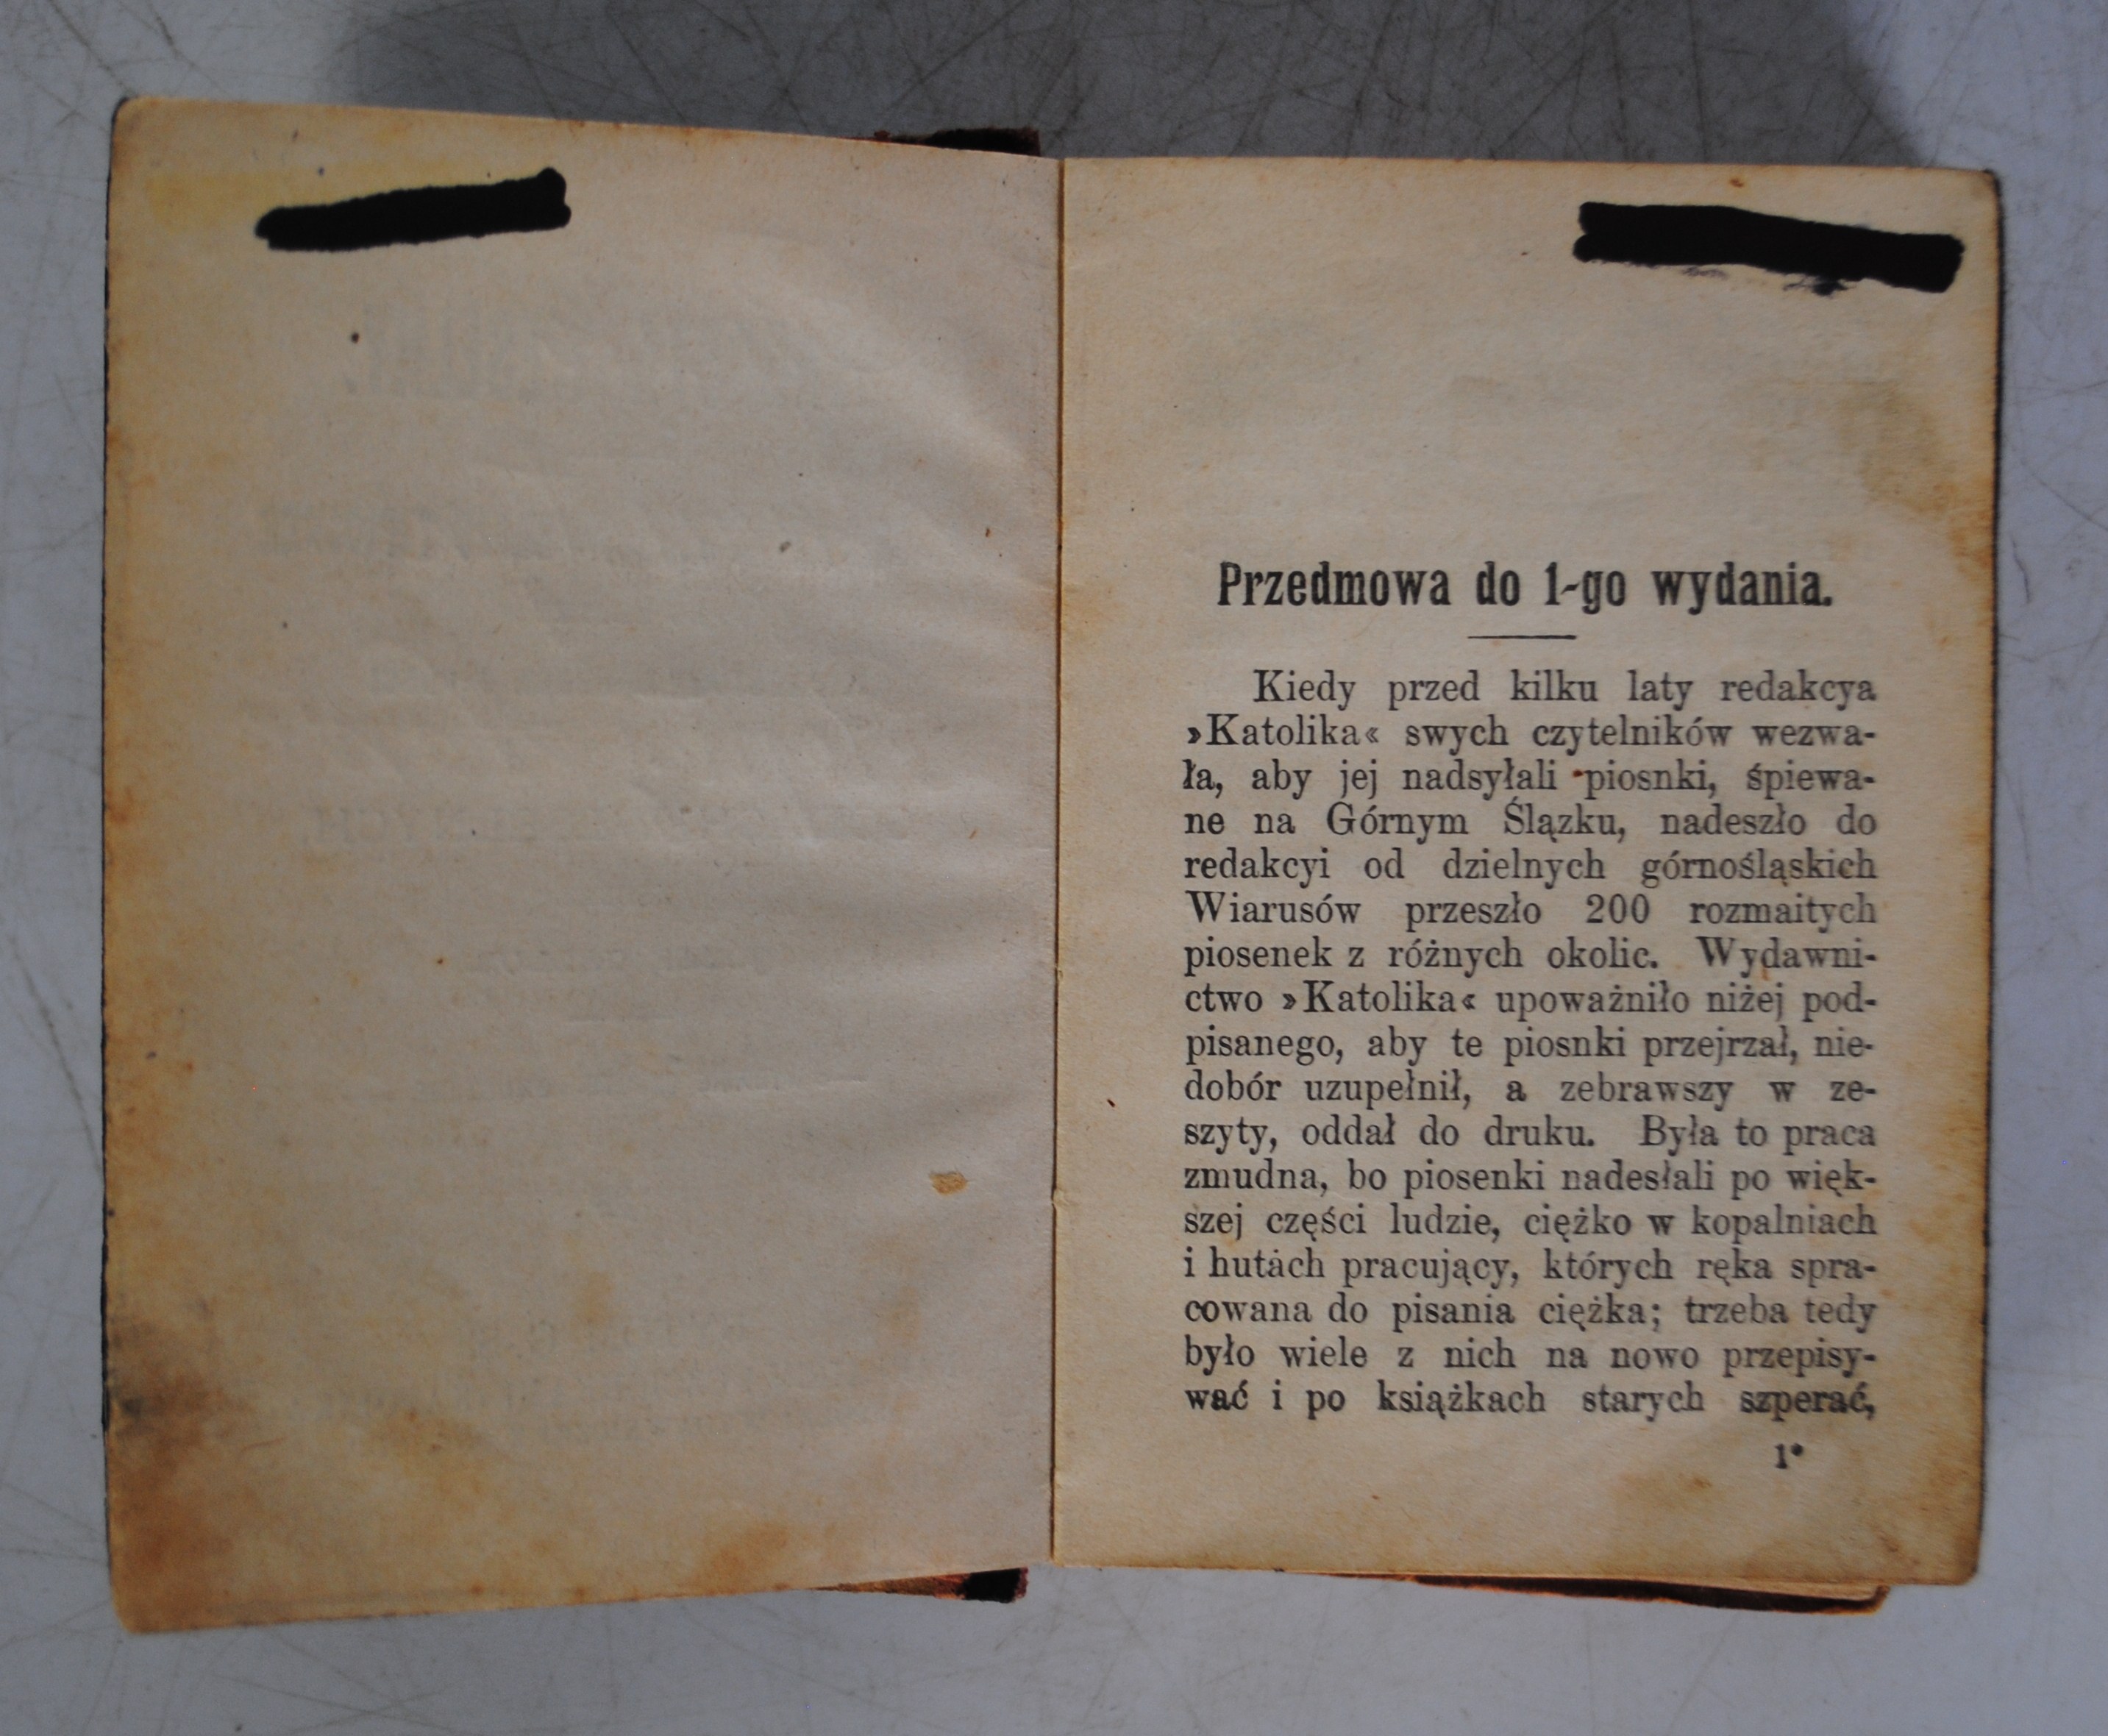 Przedmowa do 1-go wydania.
Kiedy przed kilku laty redakcya
»Katolika« swych czytelników wezwa-
ła, aby jej nadsyłali piosnki, śpiewa-
ne na Górnym Ślązku, nadeszło do
redakcyi od dzielnych górnośląskich
Wiarusów przeszło 200 rozmaitych
piosenek z różnych okolic. Wydawni-
ctwo »Katolika« upoważniło niżej pod-
pisanego, aby te piosnki przejrzał, nie-
dobór uzupełnił, a zebrawszy w ze-
szyty, oddał do druku. Była to praca
zmudna, bo piosenki nadesłali po więk-
szej części ludzie, ciężko w kopalniach
i hutach pracujący, których ręka spra-
cowana do pisania ciężka; trzeba tedy
było wiele z nich na nowo przepisy-
wać i po książkach starych szperać,
1*